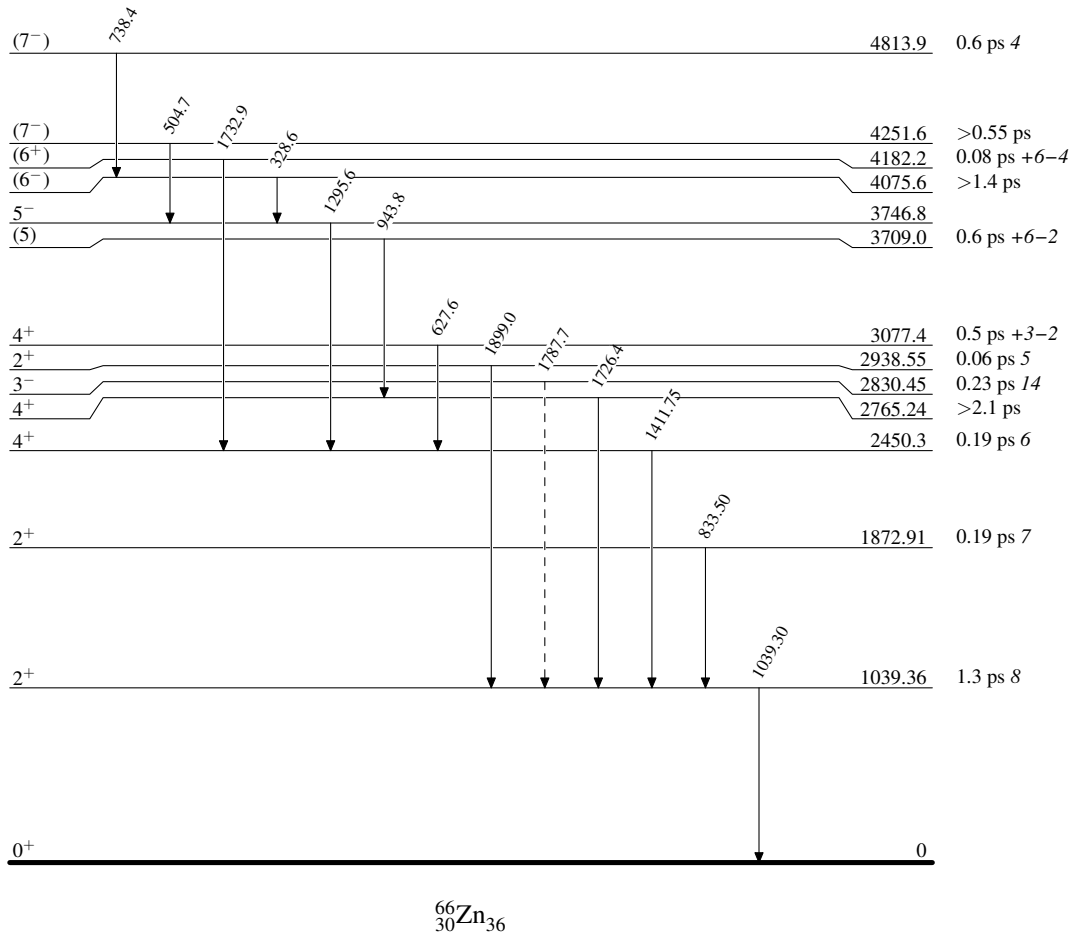 738.4
(7−) 4813.9 0.6 ps 4
504.7
1732.9
328.6
(7−) 4251.6 >0.55 ps
(6+) 4182.2 0.08 ps +6−4
(6−) 4075.6 >1.4 ps
1295.6
943.8
5− 3746.8
(5) 3709.0 0.6 ps +6−2
627.6
1899.0
1787.7
1726.4
4+ 3077.4 0.5 ps +3−2
2+ 2938.55 0.06 ps 5
3− 2830.45 0.23 ps 14
4+ 2765.24 >2.1 ps
1411.75
4+ 2450.3 0.19 ps 6
833.50
2+ 1872.91 0.19 ps 7
1039.30
2+ 1039.36 1.3 ps 8
0+ 0
66 30 Zn 36